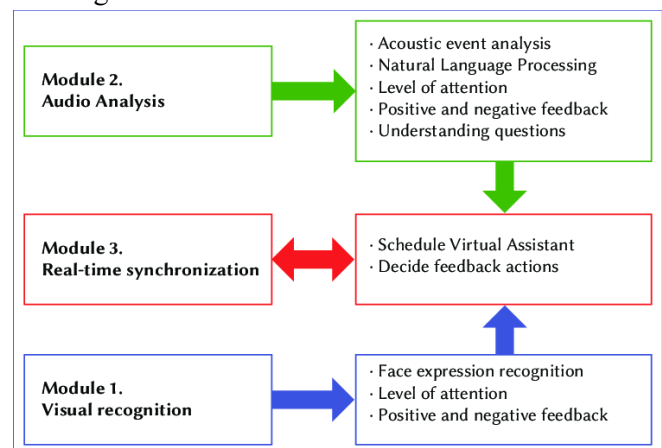 Module 2.
Audio Analysis
· Acoustic event analysis
· Natural Language Processing
· Level of attention
· Positive and negative feedback
· Understanding questions
Module 3.
Real-time synchronization
· Schedule Virtual Assistant
· Decide feedback actions
Module 1.
Visual recognition
· Face expression recognition
· Level of attention
· Positive and negative feedback